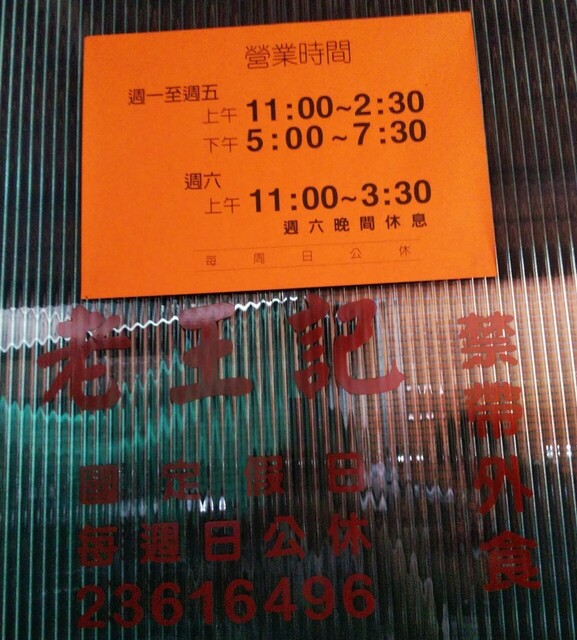 營業時間
週一至週五
上午 11:00~2:30
下午 5:00~7:30
週六
上午 11:00~3:30
週六晚間休息
每周日公休
老王記
國定假日
每週日公休
23616496
禁帶外食